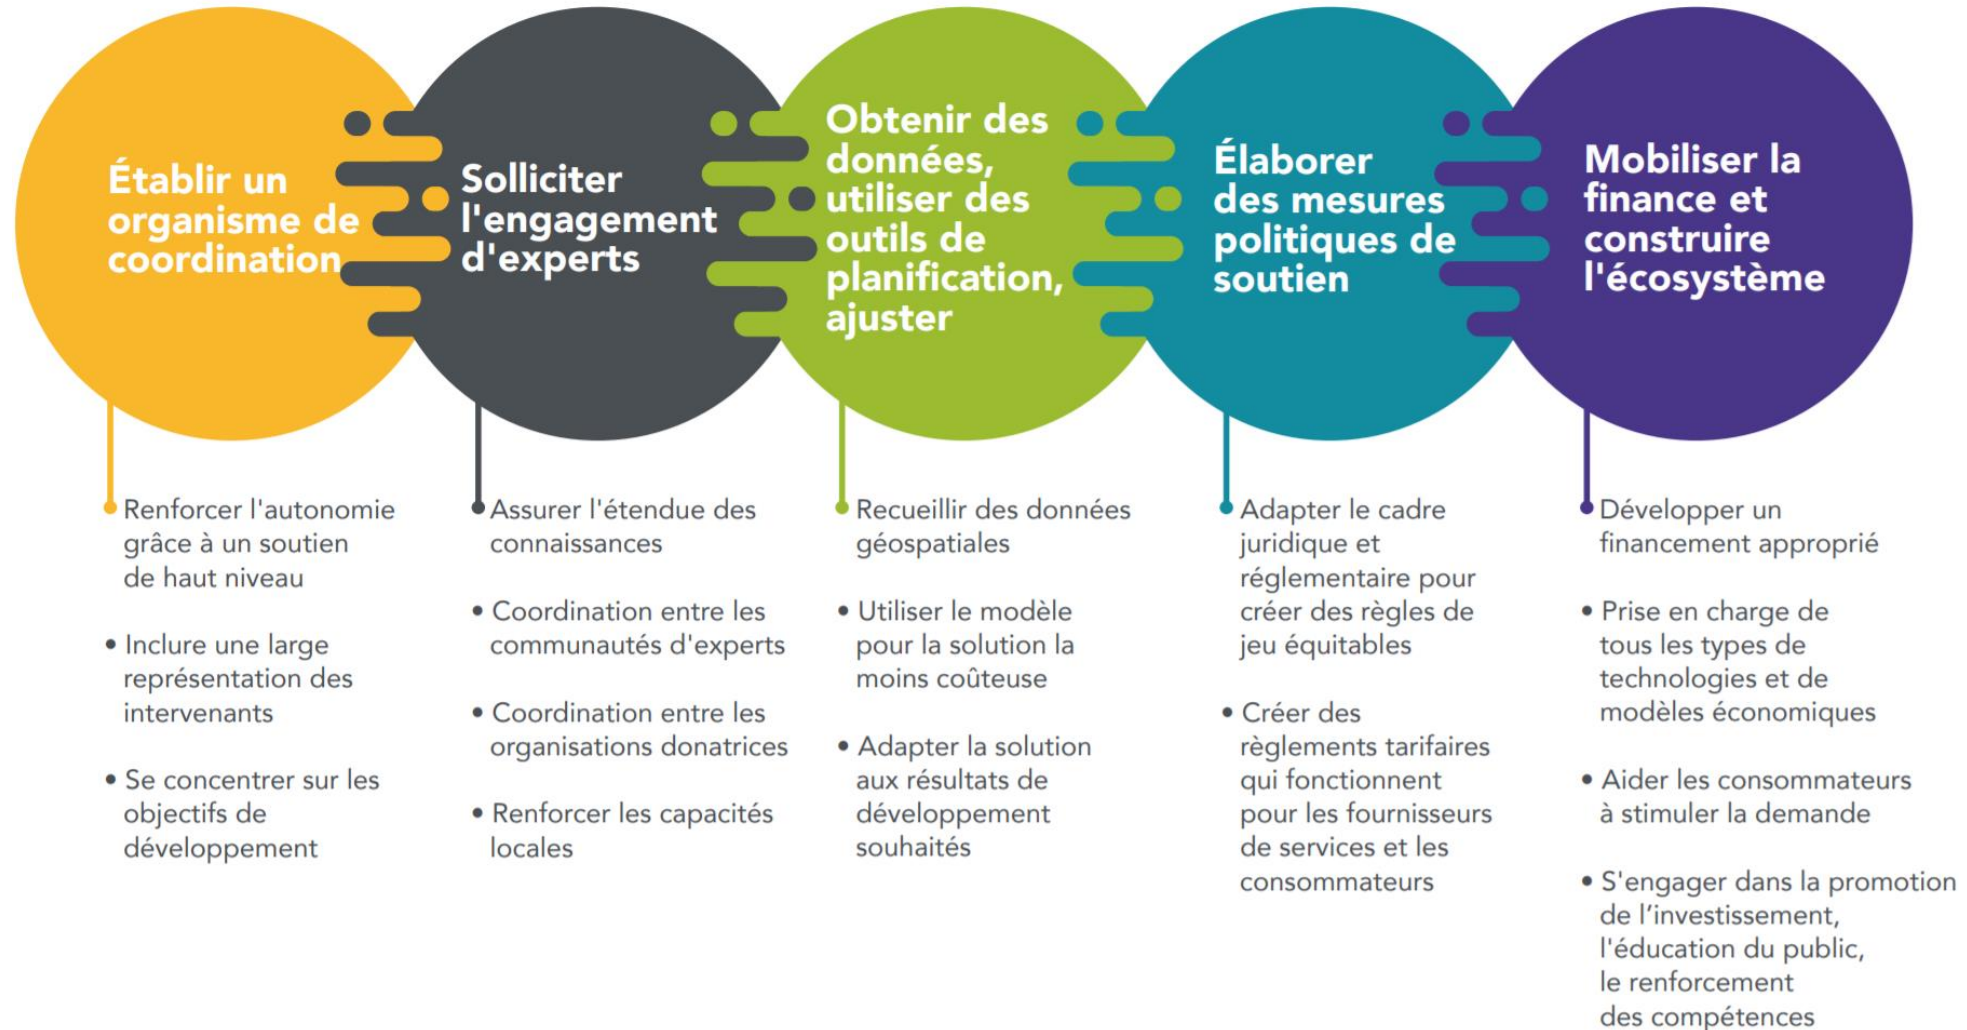 Établir un
organisme de
coordination
Solliciter
l'engagement
d'experts
Obtenir des
données,
utiliser des
outils de
planification,
ajuster
Élaborer
des mesures
politiques de
soutien
Mobiliser la
finance et
construire
l'écosystème
Renforcer l'autonomie
grâce à un soutien
de haut niveau
• Inclure une large
représentation des
intervenants
• Se concentrer sur les
objectifs de
développement
Assurer l'étendue des
connaissances
• Coordination entre les
communautés d'experts
• Coordination entre les
organisations donatrices
• Renforcer les capacités
locales
Recueillir des données
géospatiales
• Utiliser le modèle
pour la solution la
moins coûteuse
• Adapter la solution
aux résultats de
développement
souhaités
Adapter le cadre
juridique et
réglementaire pour
créer des règles de
jeu équitables
• Créer des
règlements tarifaires
qui fonctionnent
pour les fournisseurs
de services et les
consommateurs
Développer un
financement approprié
• Prise en charge de
tous les types de
technologies et de
modèles économiques
• Aider les consommateurs
à stimuler la demande
• S'engager dans la promotion
de l’investissement,
l'éducation du public,
le renforcement
des compétences